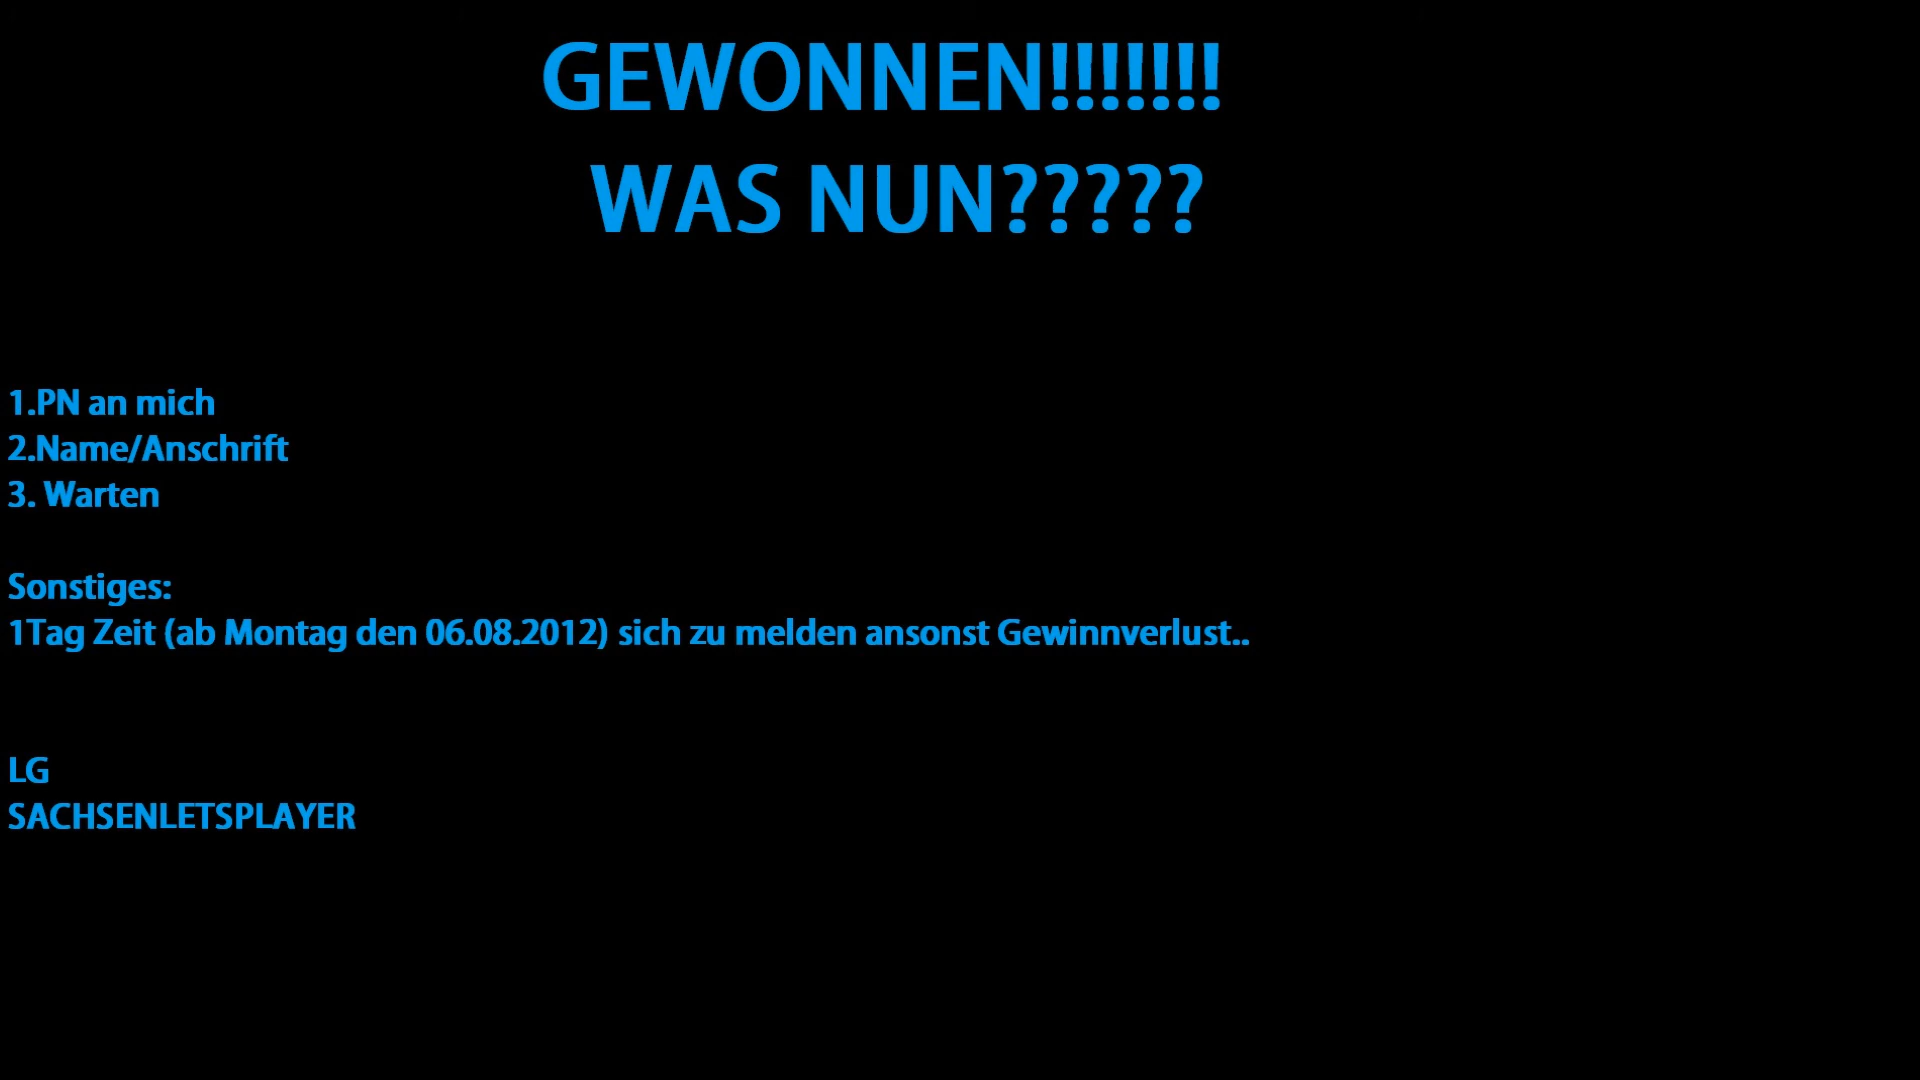 GEWONNEN!!!!!!!
WAS NUN?????
1.PN an mich
2.Name/Anschrift
3. Warten
Sonstiges:
1Tag Zeit (ab Montag den 06.08.2012) sich zu melden ansonst Gewinnverlust..
LG
SACHSENLETSPLAYER